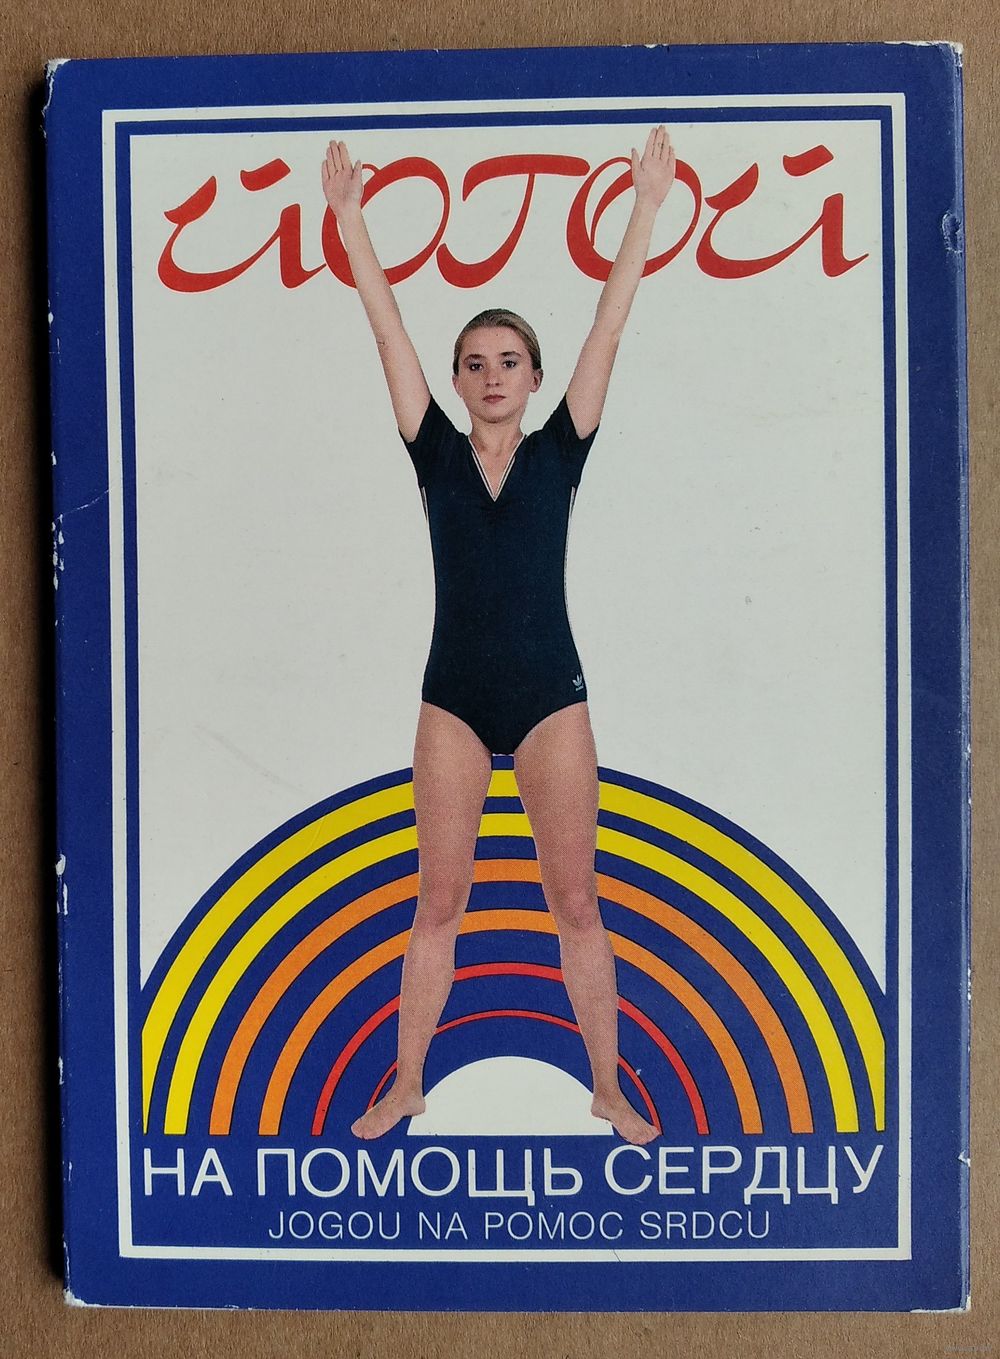 йогой
НА ПОМОЩЬ СЕРДЦУ
JOGOU NA POMOC SRDCU